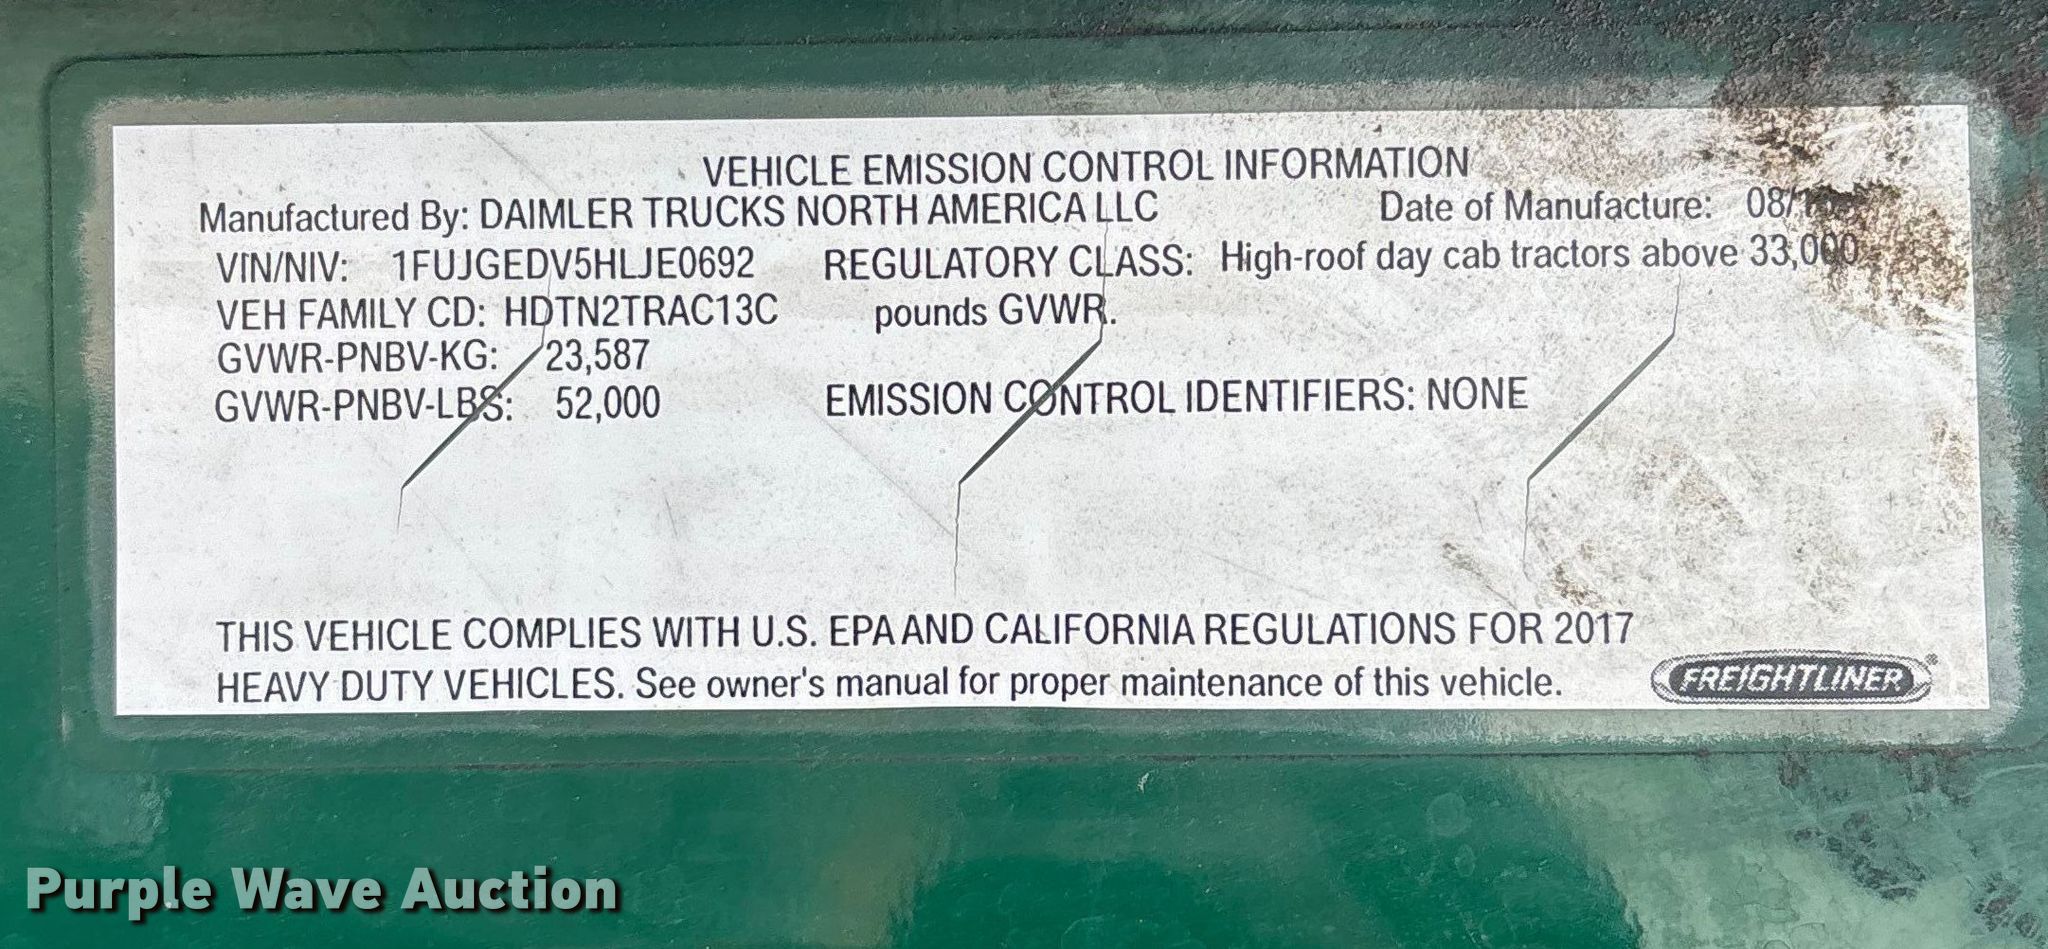 VEHICLE EMISSION CONTROL INFORMATION
Manufactured By: DAIMLER TRUCKS NORTH AMERICA LLC Date of Manufacture:
VIN/NIV: 1FUJGEDV5HLJE0692 REGULATORY CLASS: High-roof day cab tractors above 33,000
VEH FAMILY CD: HDTN2TRAC13C pounds GVWR.
GVWR-PNBV-KG: 23,587
GVWR-PNBV-LBS: 52,000 EMISSION CONTROL IDENTIFIERS: NONE
THIS VEHICLE COMPLIES WITH U.S. EPA AND CALIFORNIA REGULATIONS FOR 2017
HEAVY DUTY VEHICLES. See owner's manual for proper maintenance of this vehicle.
FREIGHTLINER
Purple Wave Auction